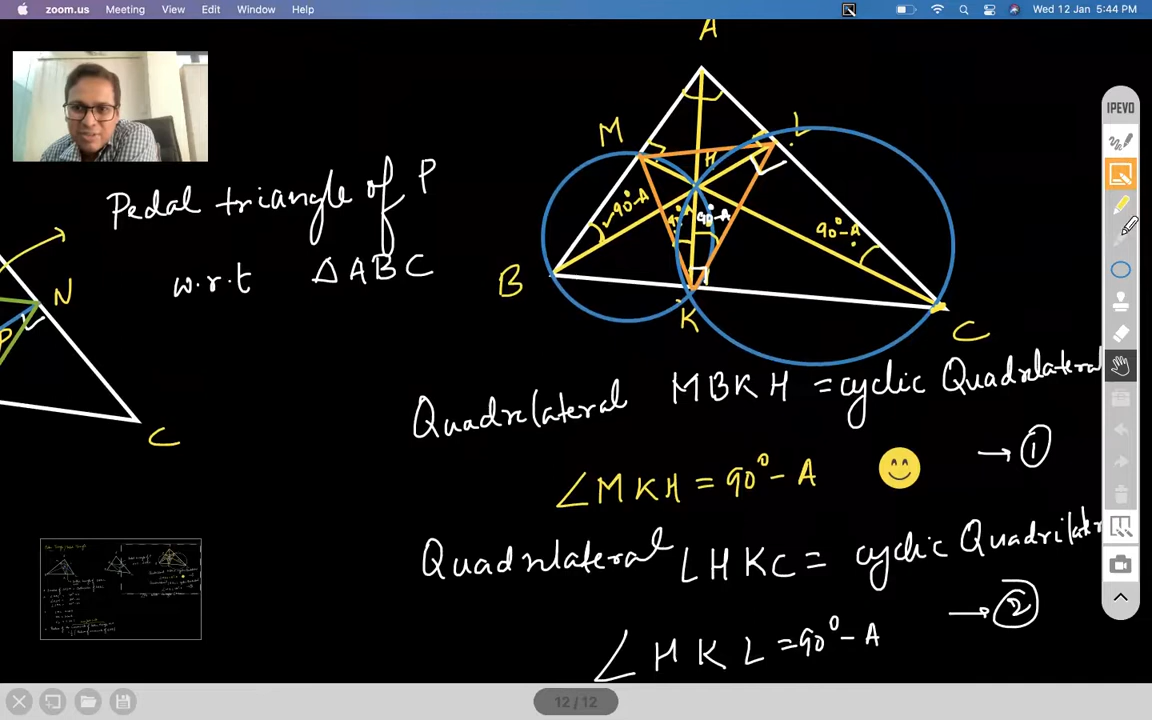 zoom.us Meeting View Edit Window Help Wed 12 Jan 5:44 PM
IPEVO
A
M
L
H
90°-A
90°-A
90°-A
B
K
C
Pedal triangle of P
w.r.t △ABC
N
P
C
Quadrilateral MBKH = cyclic Quadrilateral
∠MKH = 90° - A → ①
Quadrilateral LHKC = cyclic Quadrilater
∠HKL = 90° - A → ②
12 / 12